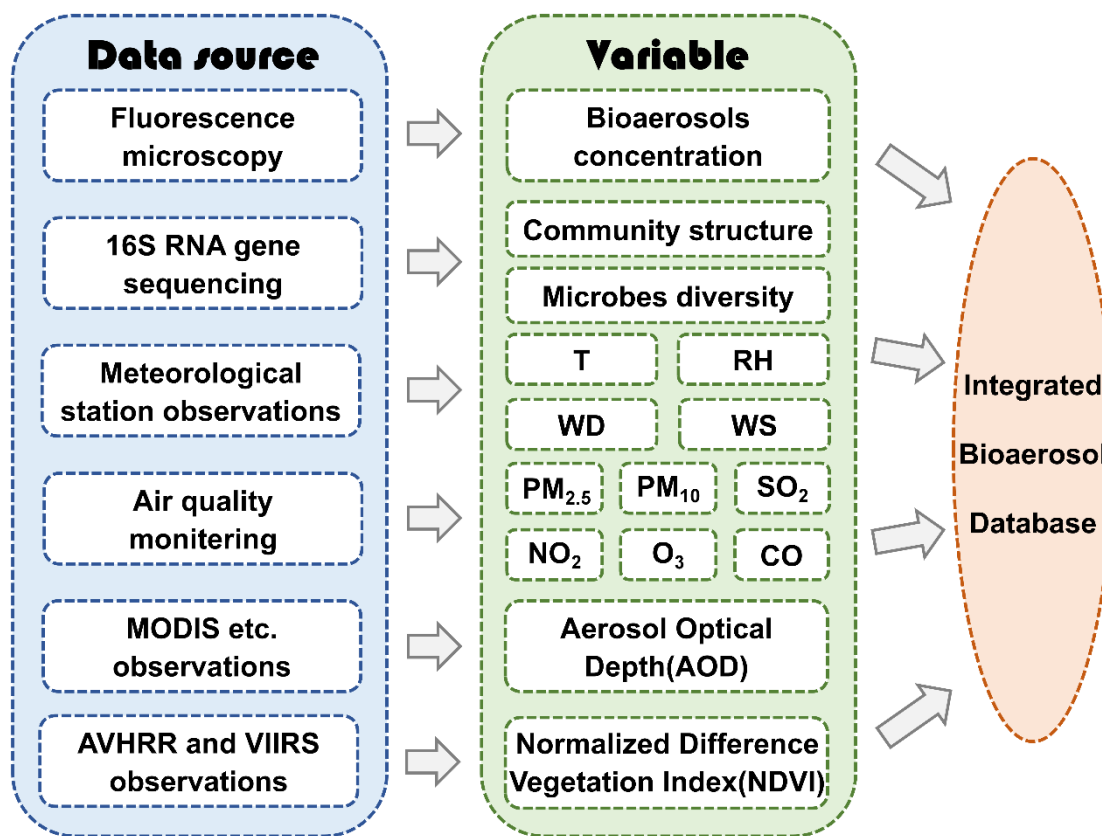 Data source
Fluorescence
microscopy
16S RNA gene
sequencing
Meteorological
station observations
Air quality
monitering
MODIS etc.
observations
AVHRR and VIIRS
observations
Variable
Bioaerosols
concentration
Community structure
Microbes diversity
T RH
WD WS
PM2.5 PM10 SO2
NO2 O3 CO
Aerosol Optical
Depth(AOD)
Normalized Difference
Vegetation Index(NDVI)
Integrated
Bioaerosol
Database